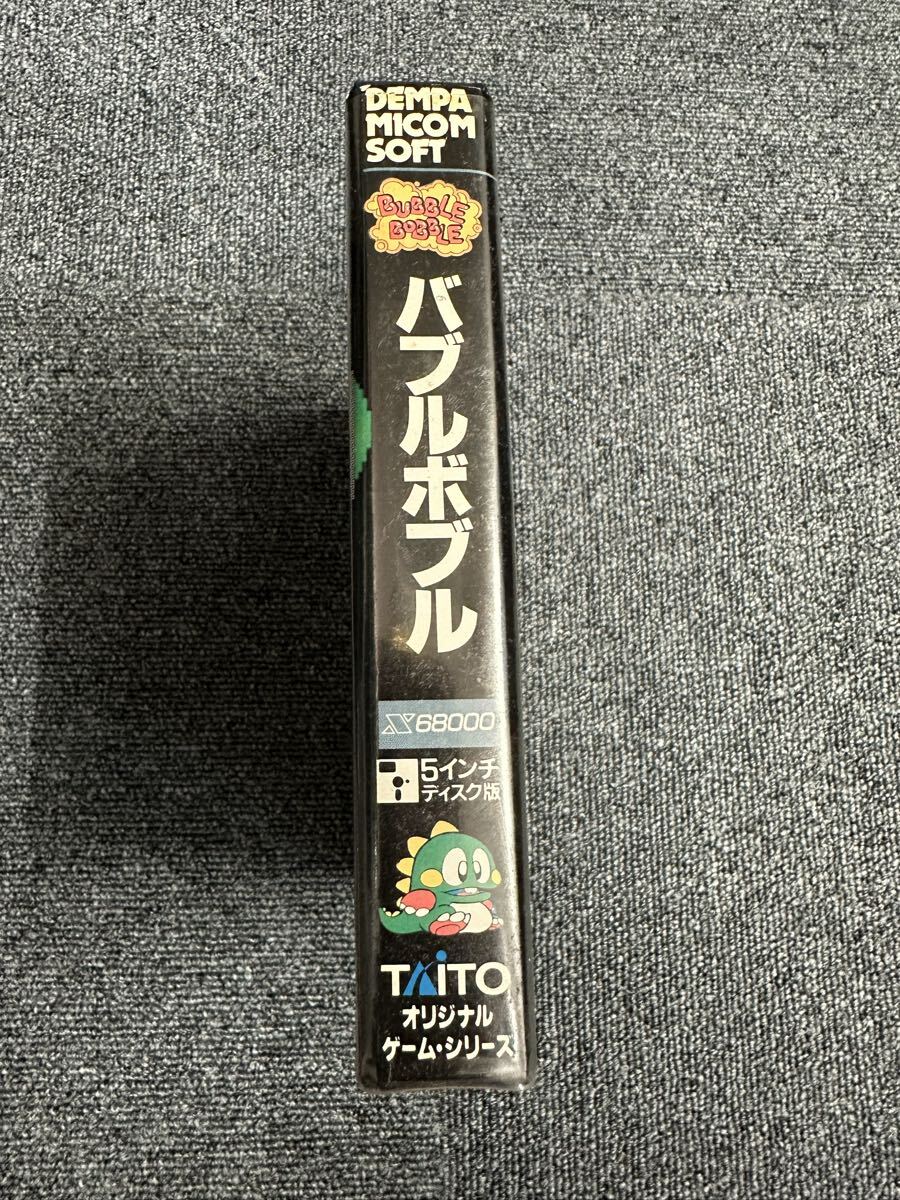 DEMPA
MICOM
SOFT
BUBBLE
BOBBLE
バブルボブル
X68000
5インチ
ディスク版
TAITO
オリジナル
ゲーム・シリーズ